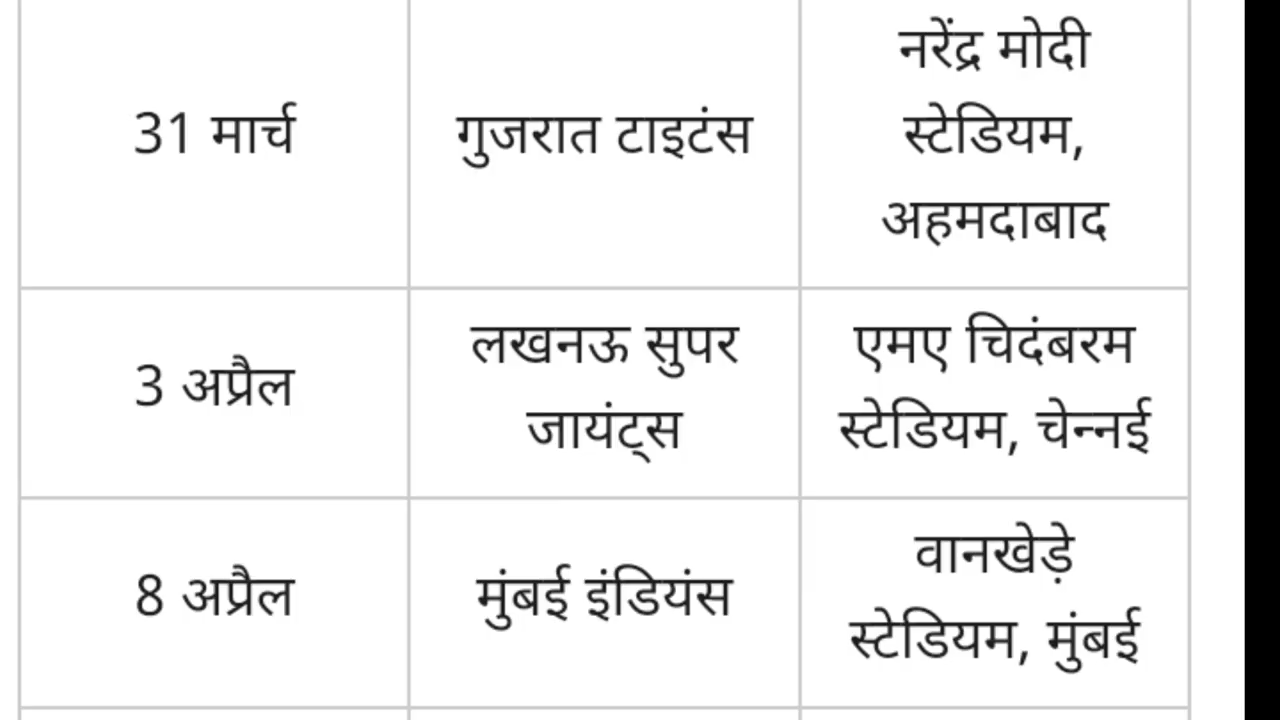 31 मार्च
गुजरात टाइटंस
नरेंद्र मोदी
स्टेडियम,
अहमदाबाद
3 अप्रैल
लखनऊ सुपर
जायंट्स
एमए चिदंबरम
स्टेडियम, चेन्नई
8 अप्रैल
मुंबई इंडियंस
वानखेड़े
स्टेडियम, मुंबई